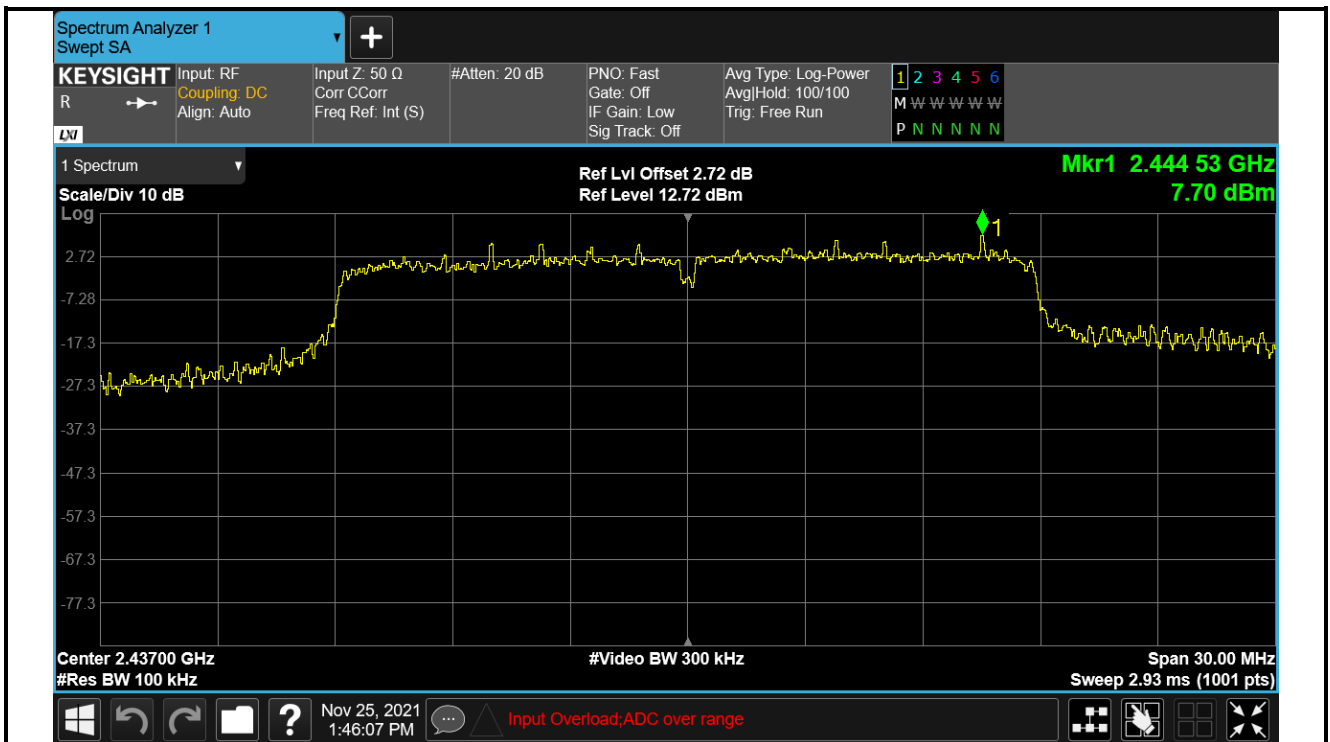 Spectrum Analyzer 1
Swept SA
+
KEYSIGHT
R
LXI
Input: RF
Coupling: DC
Align: Auto
Input Z: 50 Ω
Corr CCorr
Freq Ref: Int (S)
#Atten: 20 dB
PNO: Fast
Gate: Off
IF Gain: Low
Sig Track: Off
Avg Type: Log-Power
Avg|Hold: 100/100
Trig: Free Run
1 2 3 4 5 6
M W W W W W
P N N N N N
1 Spectrum
Scale/Div 10 dB
Ref Lvl Offset 2.72 dB
Ref Level 12.72 dBm
Mkr1 2.444 53 GHz
7.70 dBm
Log
1
2.72
-7.28
-17.3
-27.3
-37.3
-47.3
-57.3
-67.3
-77.3
Center 2.43700 GHz
#Res BW 100 kHz
#Video BW 300 kHz
Span 30.00 MHz
Sweep 2.93 ms (1001 pts)
?
Nov 25, 2021
1:46:07 PM
Input Overload;ADC over range